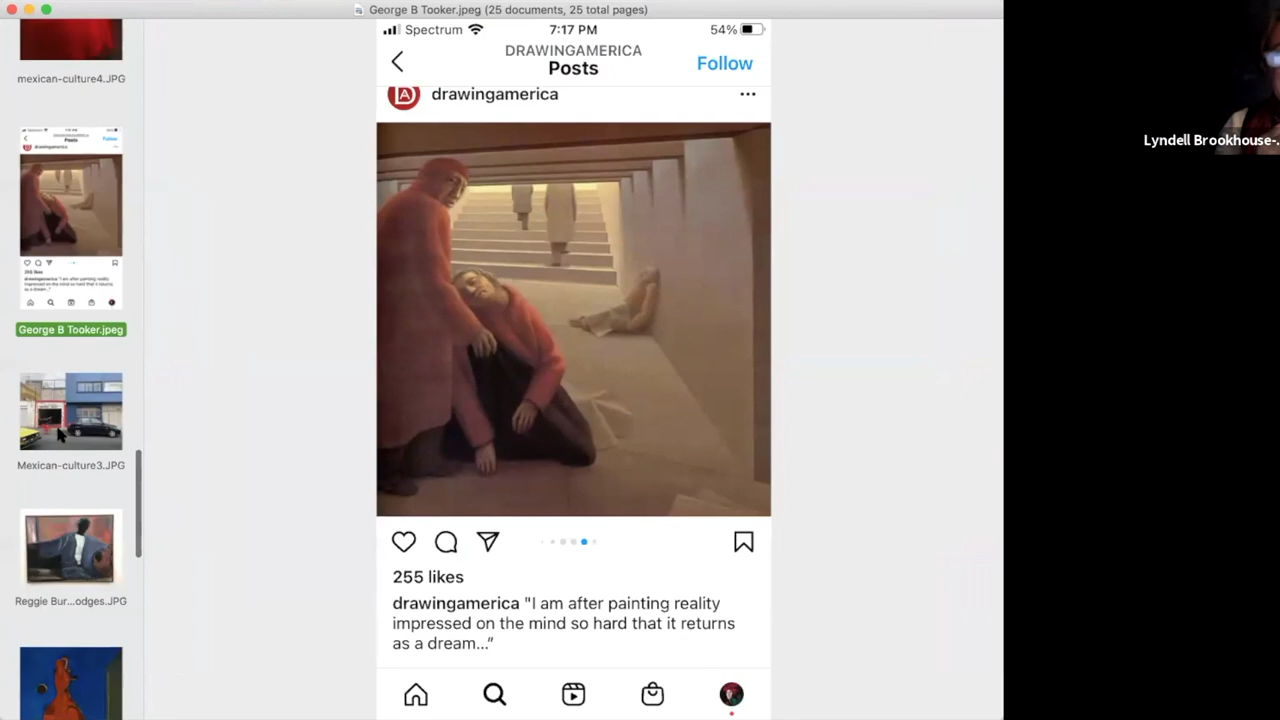 George B Tooker.jpeg (25 documents, 25 total pages)
mexican-culture4.JPG
George B Tooker.jpeg
Mexican-culture3.JPG
Reggie Bur...odges.JPG
Spectrum
7:17 PM
54%
DRAWINGAMERICA
Posts
Follow
drawingamerica
255 likes
drawingamerica "I am after painting reality
impressed on the mind so hard that it returns
as a dream..."
Lyndell Brookhouse-.